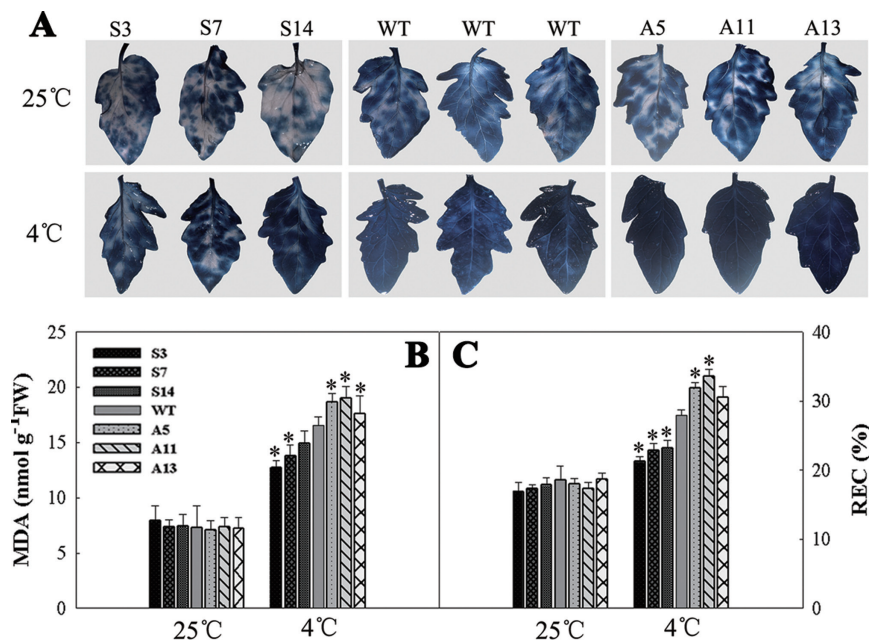 A
S3 S7 S14 WT WT WT A5 A11 A13
25℃
4℃
B
C
MDA (nmol g⁻¹FW)
25
20
15
10
5
0
S3
S7
S14
WT
A5
A11
A13
* * * * *
* * * * *
40
30
20
10
0
REC (%)
25℃ 4℃ 25℃ 4℃